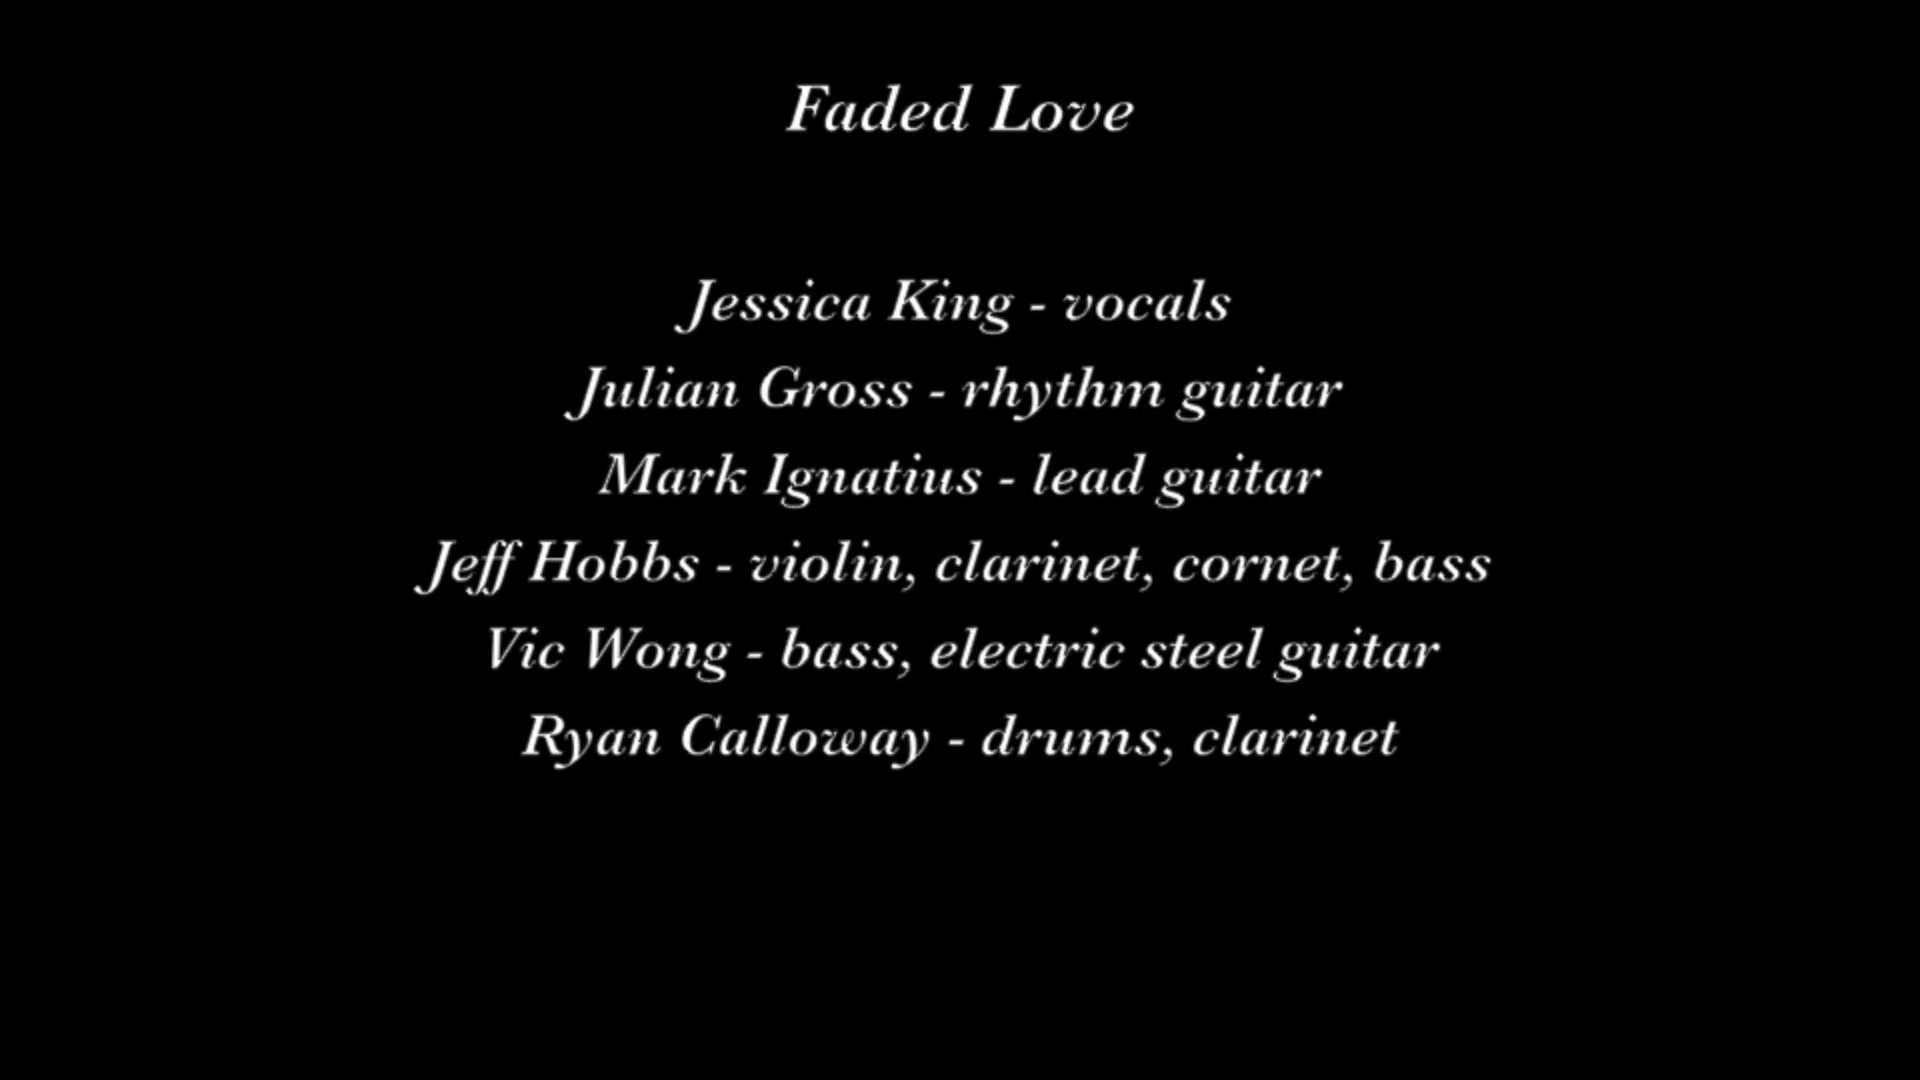 Faded Love
Jessica King - vocals
Julian Gross - rhythm guitar
Mark Ignatius - lead guitar
Jeff Hobbs - violin, clarinet, cornet, bass
Vic Wong - bass, electric steel guitar
Ryan Calloway - drums, clarinet